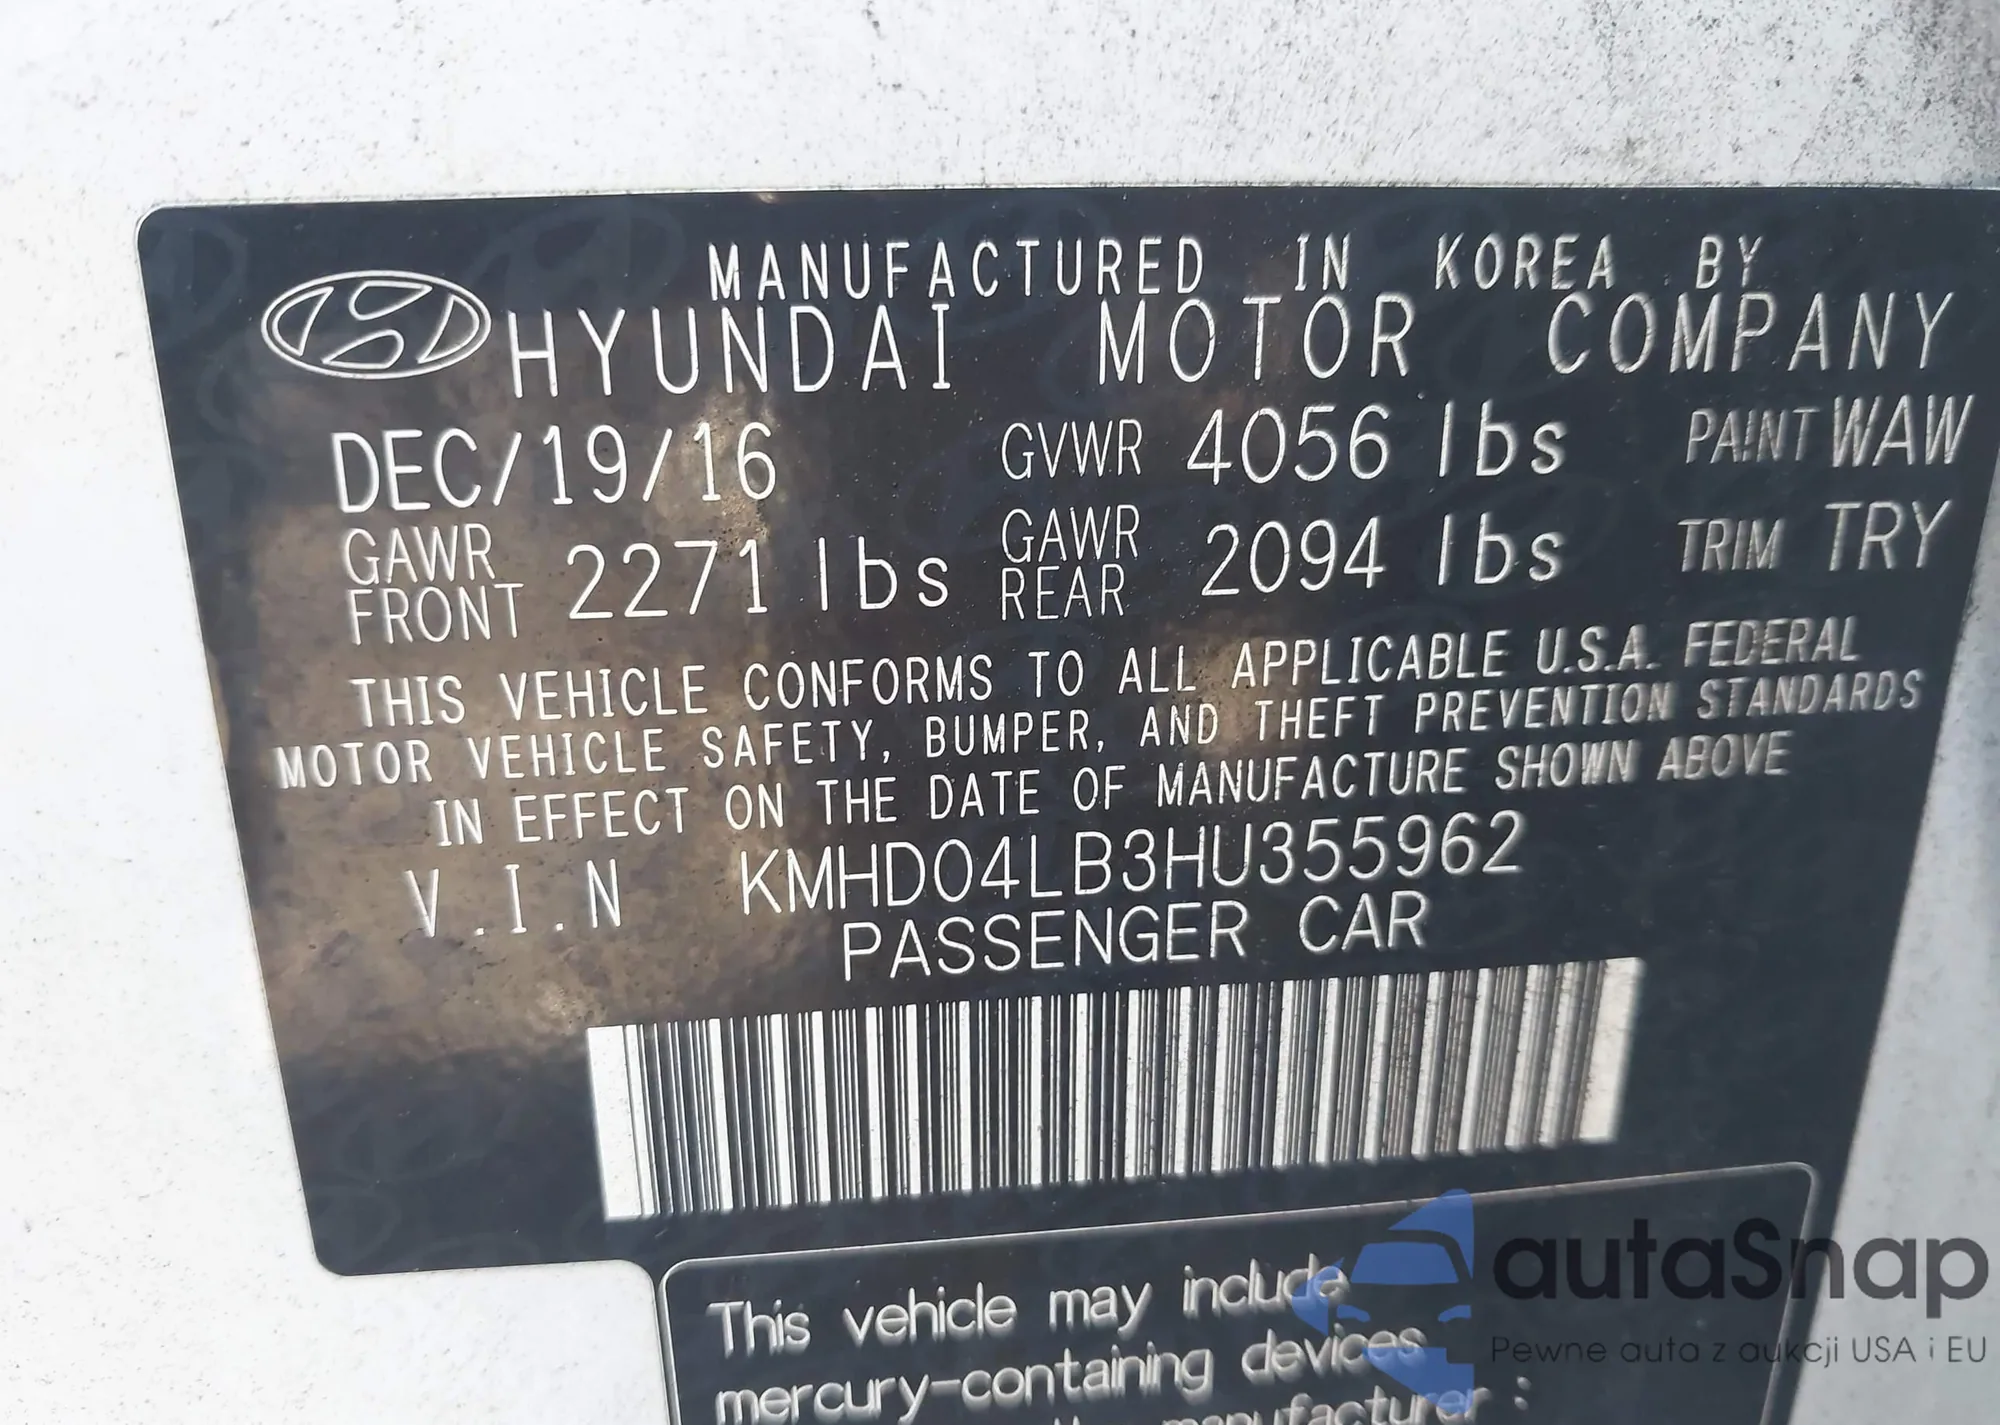 MANUFACTURED IN KOREA BY
HYUNDAI MOTOR COMPANY
DEC/19/16 GVWR 4056 lbs PAINT WAW
GAWR FRONT 2271 lbs GAWR REAR 2094 lbs TRIM TRY
THIS VEHICLE CONFORMS TO ALL APPLICABLE U.S.A. FEDERAL
MOTOR VEHICLE SAFETY, BUMPER, AND THEFT PREVENTION STANDARDS
IN EFFECT ON THE DATE OF MANUFACTURE SHOWN ABOVE
V.I.N KMHD04LB3HU355962
PASSENGER CAR
This vehicle may include
mercury-containing devices
manufacturer:
autaSnap
Pewne auta z aukcji USA i EU